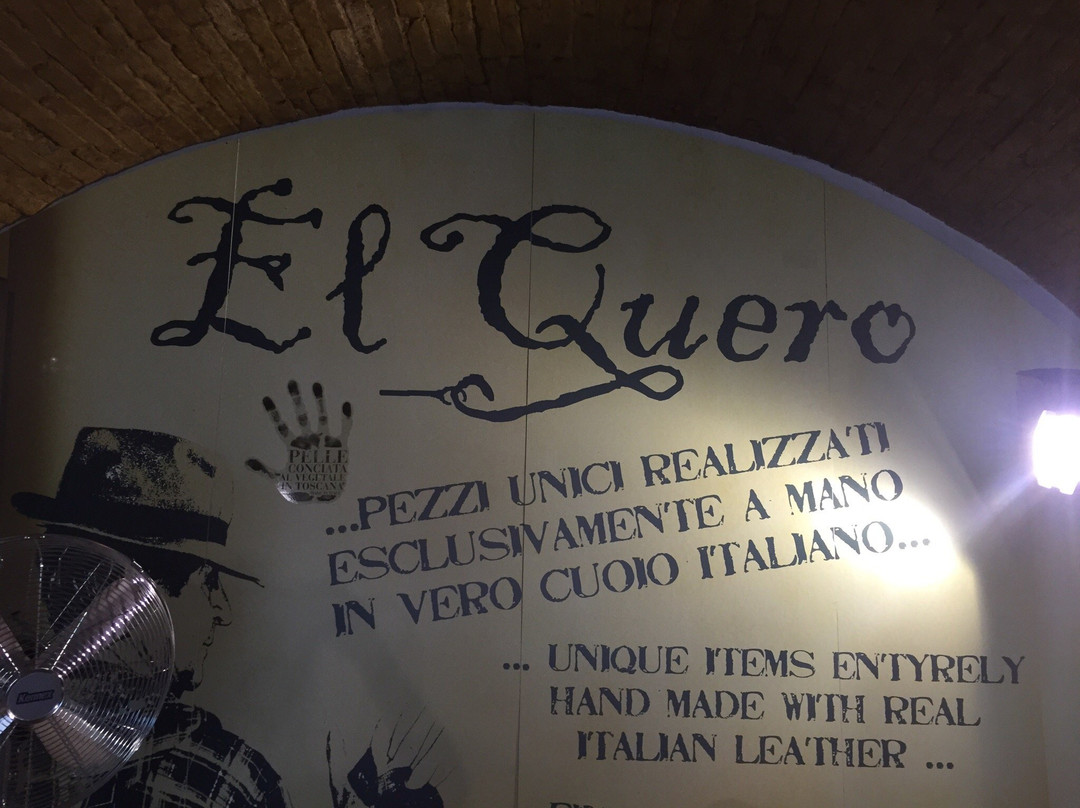 El Quero
PELLE
CONCIATA
AL VEGETALE
IN TOSCANA
...PEZZI UNICI REALIZZATI
ESCLUSIVAMENTE A MANO
IN VERO CUOIO ITALIANO...
... UNIQUE ITEMS ENTYRELY
HAND MADE WITH REAL
ITALIAN LEATHER ...